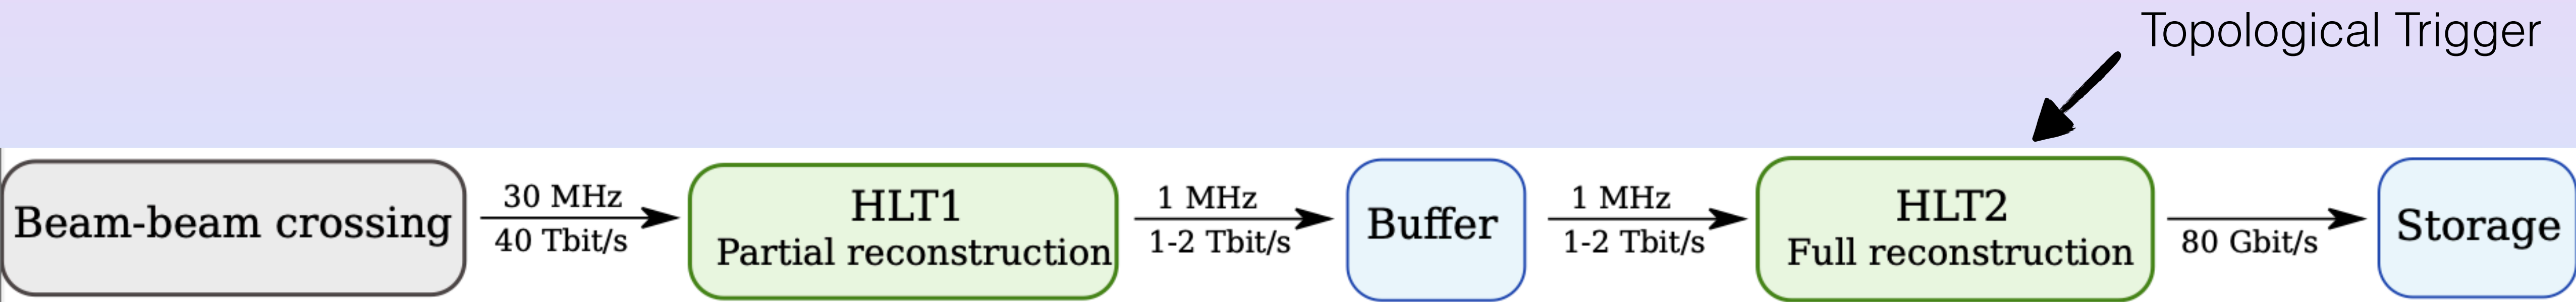 Topological Trigger
Beam-beam crossing
30 MHz
40 Tbit/s
HLT1
Partial reconstruction
1 MHz
1-2 Tbit/s
Buffer
1 MHz
1-2 Tbit/s
HLT2
Full reconstruction
80 Gbit/s
Storage